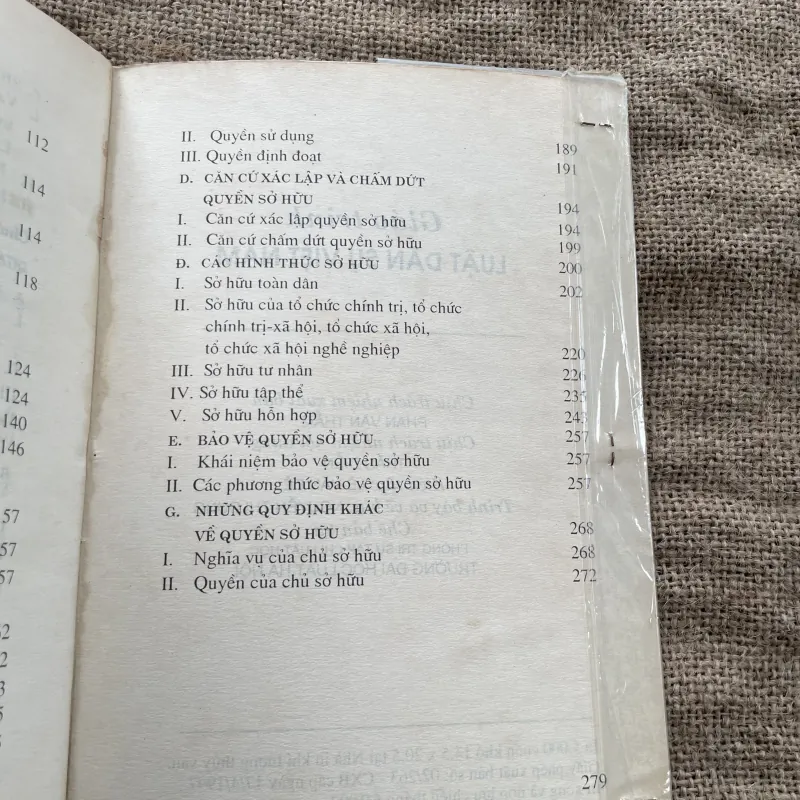 112
114
114
118
124
124
140
146
II. Quyền sử dụng 189
III. Quyền định đoạt 191
D. CĂN CỨ XÁC LẬP VÀ CHẤM DỨT
QUYỀN SỞ HỮU 194
I. Căn cứ xác lập quyền sở hữu 194
II. Căn cứ chấm dứt quyền sở hữu 199
Đ. CÁC HÌNH THỨC SỞ HỮU 200
I. Sở hữu toàn dân 202
II. Sở hữu của tổ chức chính trị, tổ chức
chính trị-xã hội, tổ chức xã hội,
tổ chức xã hội nghề nghiệp 220
III. Sở hữu tư nhân 226
IV. Sở hữu tập thể 235
V. Sở hữu hỗn hợp 243
E. BẢO VỆ QUYỀN SỞ HỮU 257
I. Khái niệm bảo vệ quyền sở hữu 257
II. Các phương thức bảo vệ quyền sở hữu 257
G. NHỮNG QUY ĐỊNH KHÁC
VỀ QUYỀN SỞ HỮU 268
I. Nghĩa vụ của chủ sở hữu 268
II. Quyền của chủ sở hữu 272
279